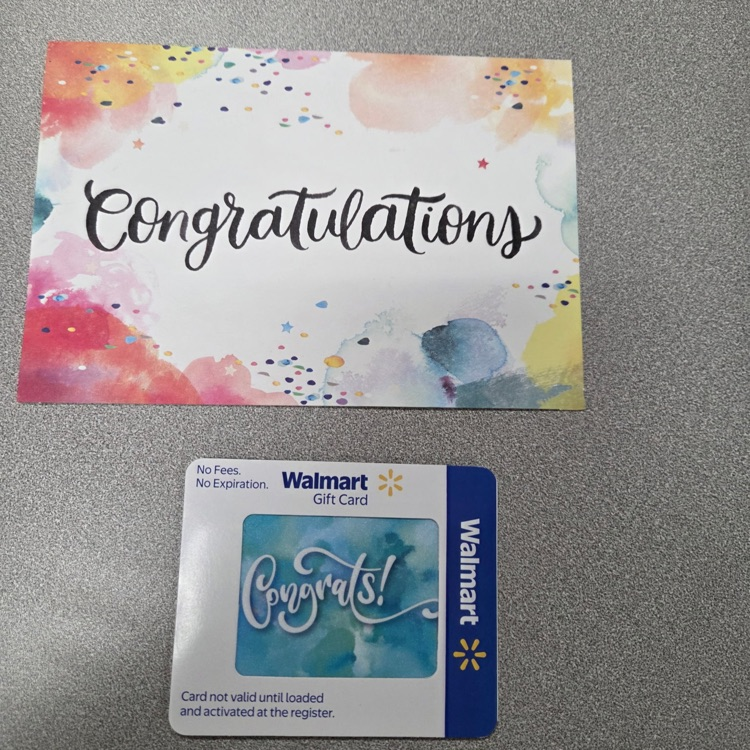 Congratulations
No Fees.
No Expiration.
Walmart
Gift Card
Congrats!
Card not valid until loaded
and activated at the register.
Walmart